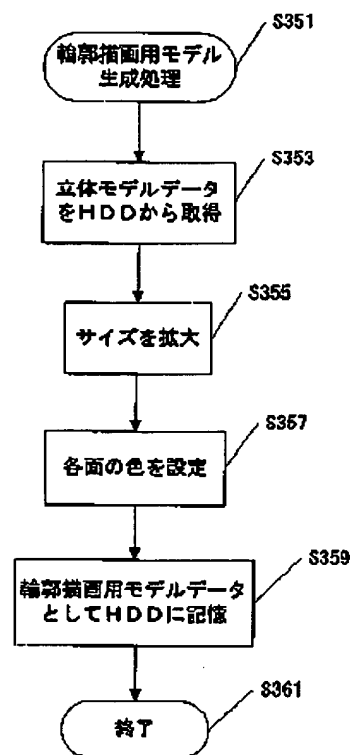 S351
輪郭描画用モデル
生成処理
S353
立体モデルデータ
をHDDから取得
S355
サイズを拡大
S357
各面の色を設定
S359
輪郭描画用モデルデータ
としてHDDに記憶
S361
終了